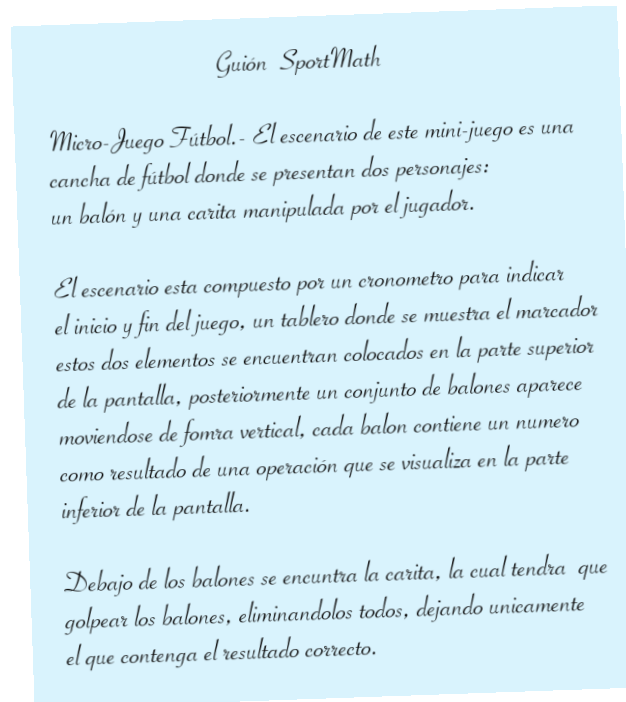 Guión SportMath
Micro-Juego Fútbol.- El escenario de este mini-juego es una
cancha de fútbol donde se presentan dos personajes:
un balón y una carita manipulada por el jugador.
El escenario esta compuesto por un cronometro para indicar
el inicio y fin del juego, un tablero donde se muestra el marcador
estos dos elementos se encuentran colocados en la parte superior
de la pantalla, posteriormente un conjunto de balones aparece
moviendose de fomra vertical, cada balon contiene un numero
como resultado de una operación que se visualiza en la parte
inferior de la pantalla.
Debajo de los balones se encuntra la carita, la cual tendra que
golpear los balones, eliminandolos todos, dejando unicamente
el que contenga el resultado correcto.